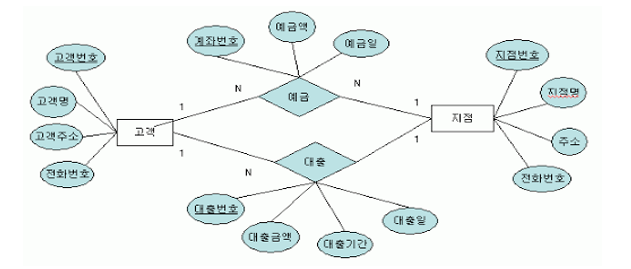 예금액
계좌번호
예금일
고객번호
지점번호
N
N
예금
고객명
지점명
1
1
고객
지점
고객주소
주소
1
1
대출
N
전화번호
전화번호
대출번호
대출일
대출금액
대출기간